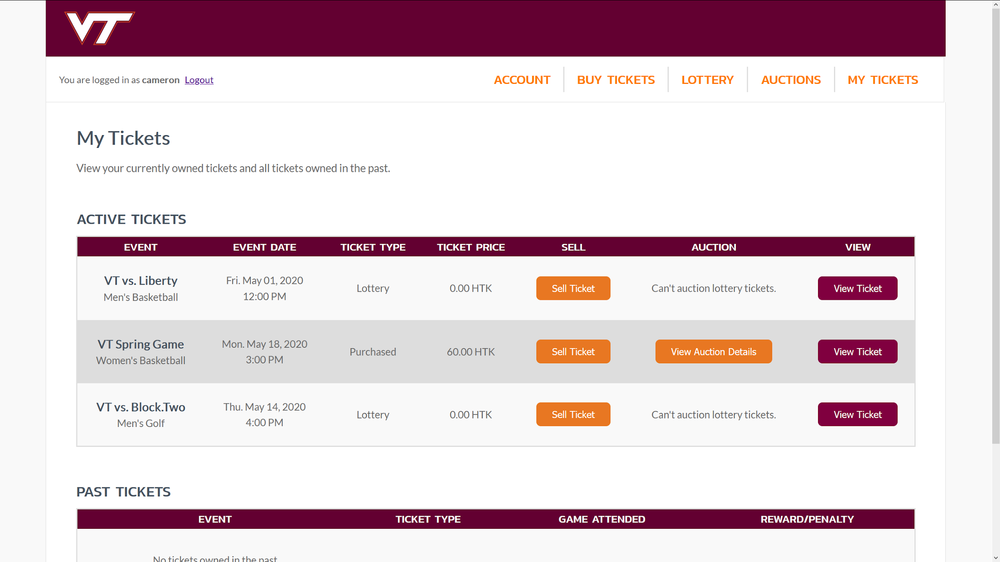 VT
You are logged in as cameron Logout
ACCOUNT BUY TICKETS LOTTERY AUCTIONS MY TICKETS
My Tickets
View your currently owned tickets and all tickets owned in the past.
ACTIVE TICKETS
EVENT EVENT DATE TICKET TYPE TICKET PRICE SELL AUCTION VIEW
VT vs. Liberty
Men's Basketball
Fri. May 01, 2020
12:00 PM
Lottery
0.00 HTK
Sell Ticket
Can't auction lottery tickets.
View Ticket
VT Spring Game
Women's Basketball
Mon. May 18, 2020
3:00 PM
Purchased
60.00 HTK
Sell Ticket
View Auction Details
View Ticket
VT vs. Block.Two
Men's Golf
Thu. May 14, 2020
4:00 PM
Lottery
0.00 HTK
Sell Ticket
Can't auction lottery tickets.
View Ticket
PAST TICKETS
EVENT TICKET TYPE GAME ATTENDED REWARD/PENALTY
No tickets owned in the past